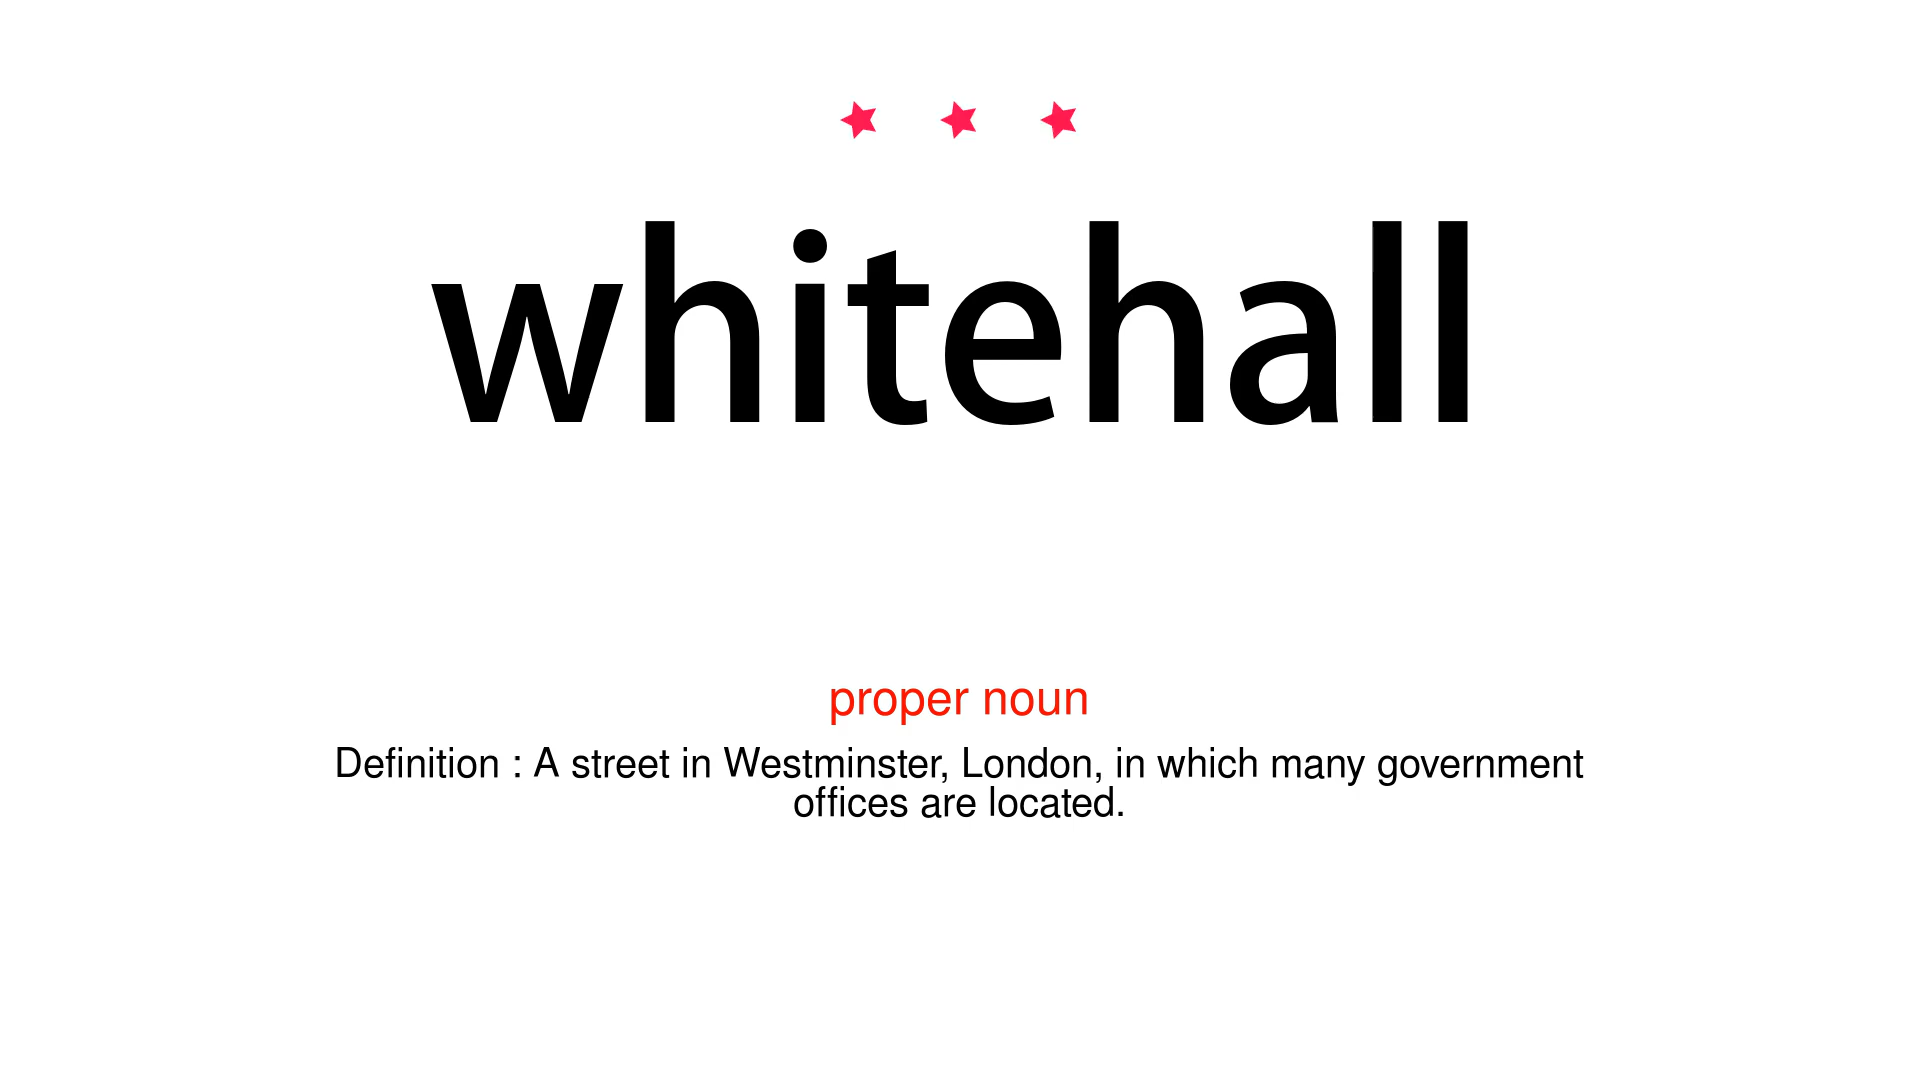 whitehall
proper noun
Definition : A street in Westminster, London, in which many government
offices are located.